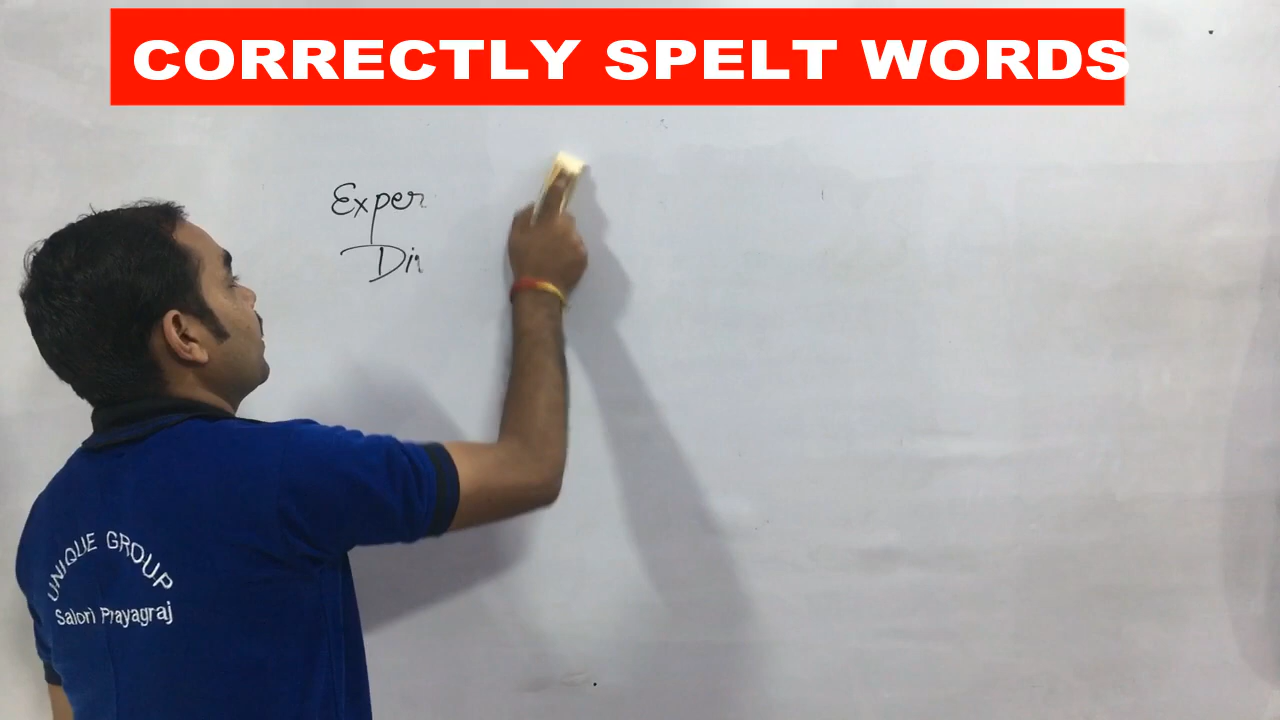 CORRECTLY SPELT WORDS
Exper
Di
UNIQUE GROUP
Salori Prayagraj